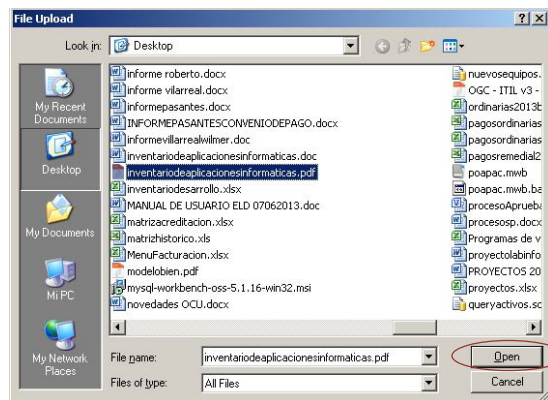 File Upload
Look in:
Desktop
My Recent
Documents
Desktop
My Documents
Mi PC
My Network
Places
informe roberto.docx
informe vilarreal.docx
informepasantes.docx
INFORMEPASANTESCONVENIODEPAGO.docx
informevillarrealwilmer.doc
inventariodeaplicacionesinformaticas.doc
inventariodeaplicacionesinformaticas.pdf
inventariodesarrollo.xlsx
MANUAL DE USUARIO ELD 07062013.doc
matrizacreditacion.xlsx
matrizhistorico.xls
MenuFacturacion.xlsx
modelobien.pdf
mysql-workbench-oss-5.1.16-win32.msi
novedades OCU.docx
nuevosequipos.
OGC - ITIL v3 -
ordinarias2013b
pagosordinarias
pagosordinarias
pagosremedial2
poapac.mwb
poapac.mwb.ba
procesoAprueba
procesosp.docx
Programas de v
proyectolabinfo
PROYECTOS 20
proyectos.xlsx
queryactivos.sc
File name:
inventariodeaplicacionesinformaticas.pdf
Open
Files of type:
All Files
Cancel